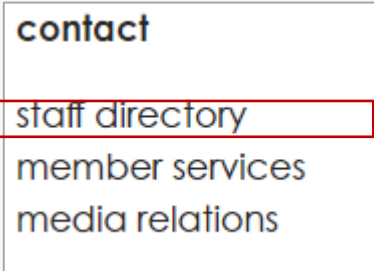 contact
staff directory
member services
media relations